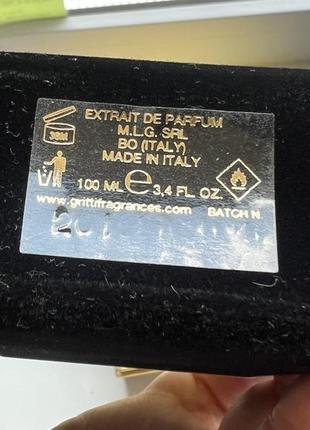 EXTRAIT DE PARFUM
M.L.G. SRL
BO (ITALY)
MADE IN ITALY
36M
100 ML e 3,4 FL. OZ.
www.grittifragrances.com
BATCH N.